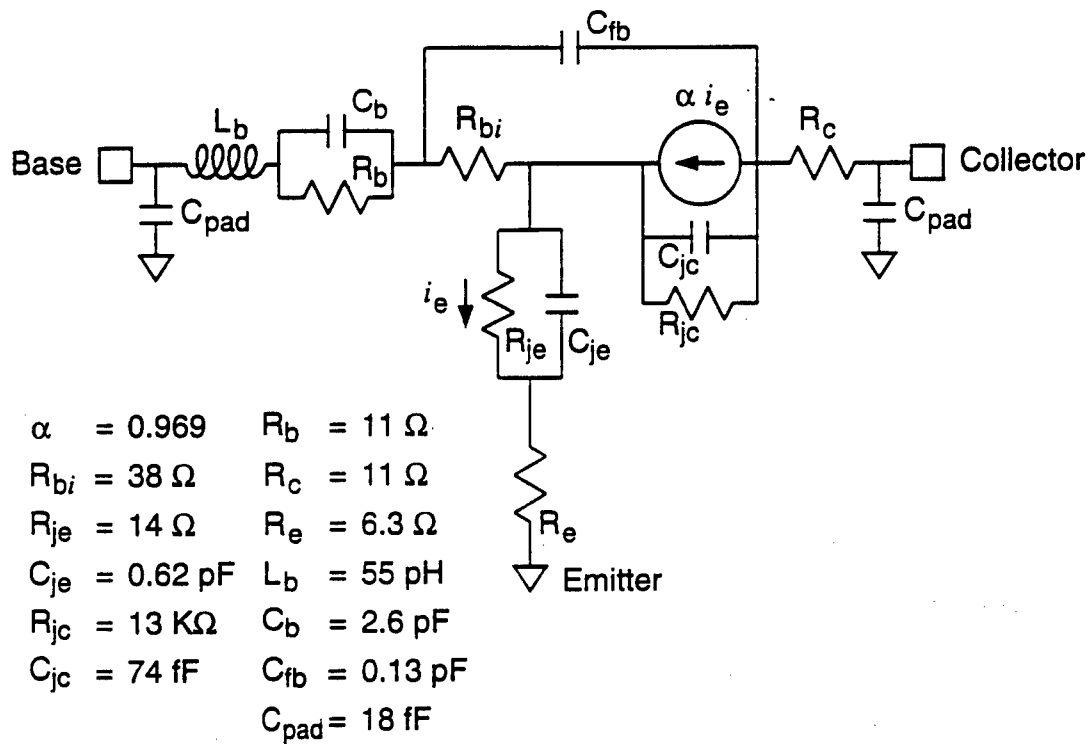 C_fb
C_b
α i_e
L_b
R_bi
R_c
Base
R_b
Collector
C_pad
C_pad
C_jc
i_e
R_je
C_je
R_jc
α = 0.969 R_b = 11 Ω
R_bi = 38 Ω R_c = 11 Ω
R_je = 14 Ω R_e = 6.3 Ω
R_e
C_je = 0.62 pF L_b = 55 pH
Emitter
R_jc = 13 KΩ C_b = 2.6 pF
C_jc = 74 fF C_fb = 0.13 pF
C_pad = 18 fF